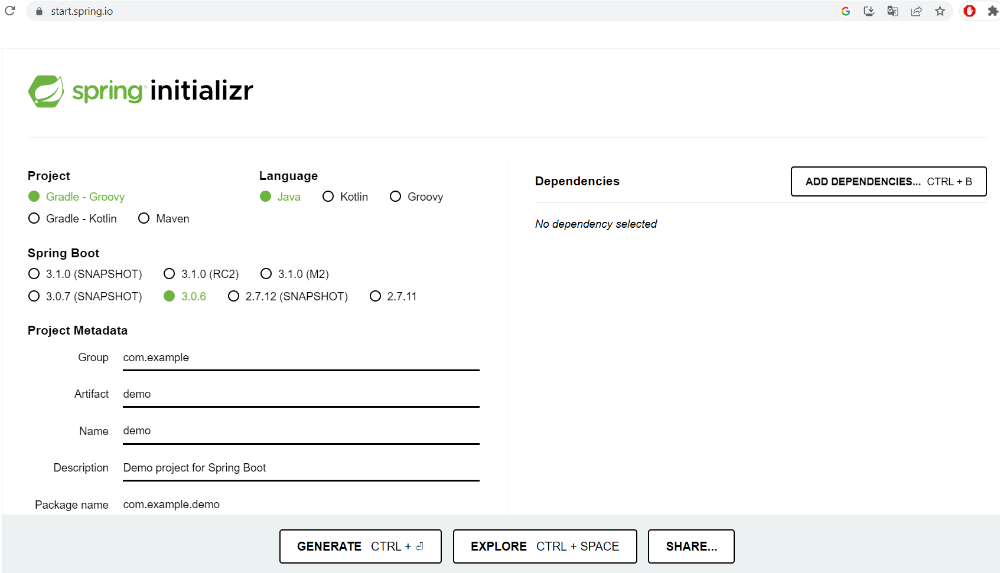 start.spring.io
spring initializr
Project
Gradle - Groovy
Gradle - Kotlin Maven
Language
Java Kotlin Groovy
Spring Boot
3.1.0 (SNAPSHOT) 3.1.0 (RC2) 3.1.0 (M2)
3.0.7 (SNAPSHOT) 3.0.6 2.7.12 (SNAPSHOT) 2.7.11
Project Metadata
Group com.example
Artifact demo
Name demo
Description Demo project for Spring Boot
Package name com.example.demo
Dependencies ADD DEPENDENCIES... CTRL + B
No dependency selected
GENERATE CTRL + ⏎ EXPLORE CTRL + SPACE SHARE...